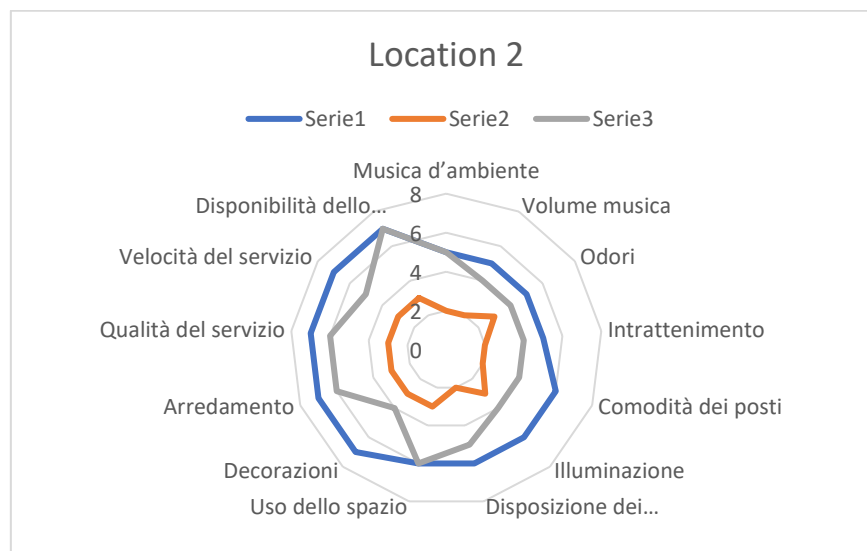 Location 2
Serie1 Serie2 Serie3
Musica d’ambiente
Volume musica
Odori
Intrattenimento
Comodità dei posti
Illuminazione
Disposizione dei…
Uso dello spazio
Decorazioni
Arredamento
Qualità del servizio
Velocità del servizio
Disponibilità dello…
8
6
4
2
0